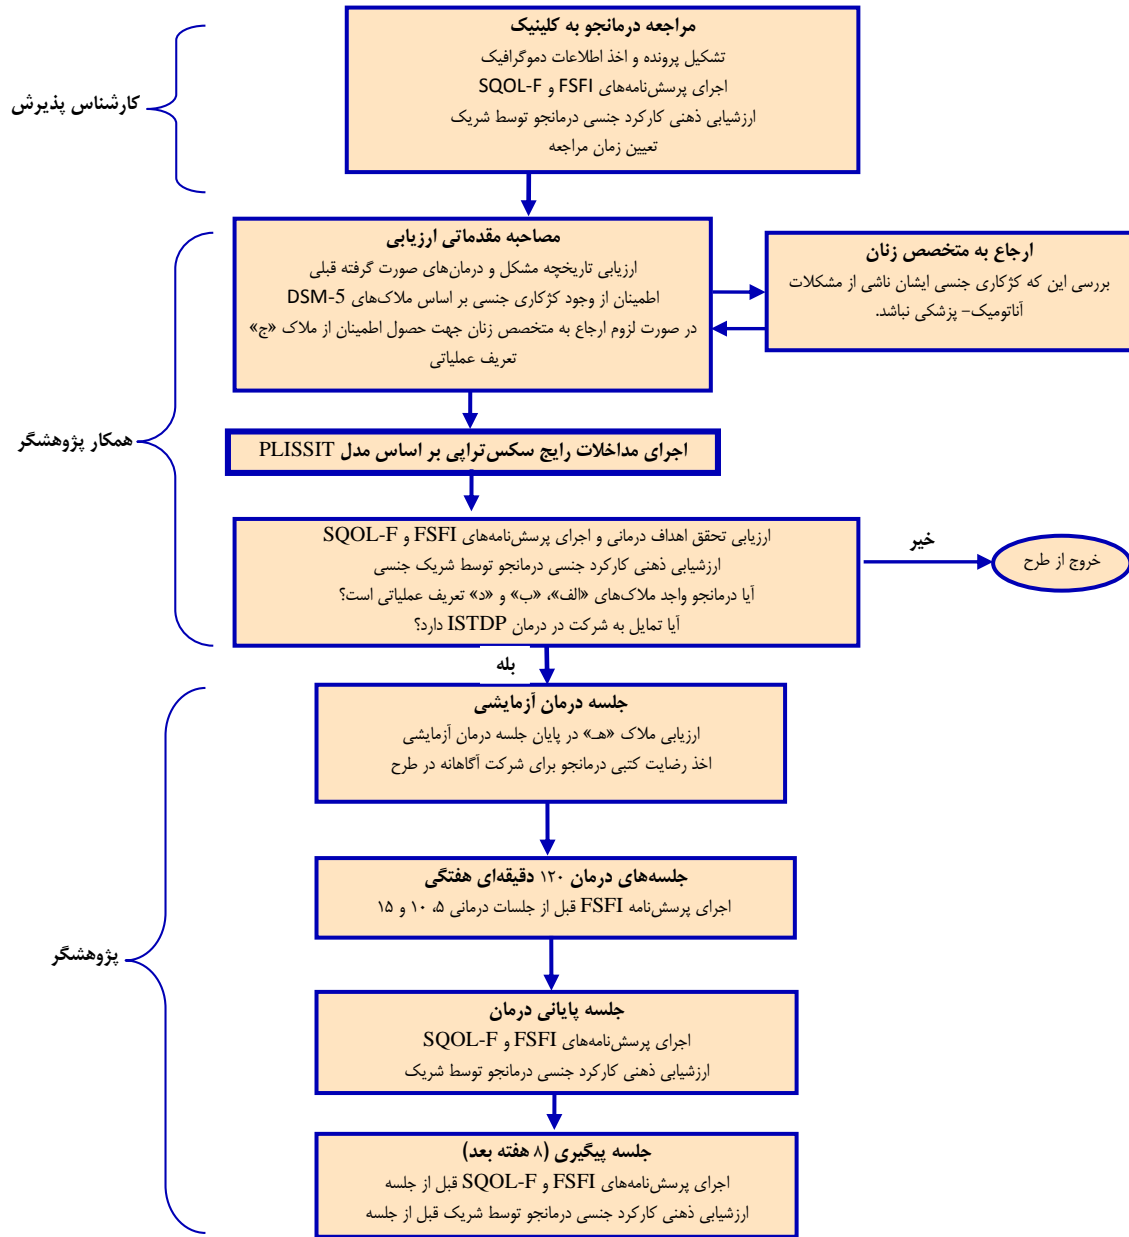 مراجعه درمانجو به کلینیک
تشکیل پرونده و اخذ اطلاعات دموگرافیک
اجرای پرسش‌نامه‌های FSFI و SQOL-F
ارزشیابی ذهنی کارکرد جنسی درمانجو توسط شریک
تعیین زمان مراجعه
کارشناس پذیرش
مصاحبه مقدماتی ارزیابی
ارزیابی تاریخچه مشکل و درمان‌های صورت گرفته قبلی
اطمینان از وجود کژکاری جنسی بر اساس ملاک‌های DSM-5
در صورت لزوم ارجاع به متخصص زنان جهت حصول اطمینان از ملاک «ج»
تعریف عملیاتی
ارجاع به متخصص زنان
بررسی این که کژکاری جنسی ایشان ناشی از مشکلات
آناتومیک- پزشکی نباشد.
همکار پژوهشگر
اجرای مداخلات رایج سکس‌تراپی بر اساس مدل PLISSIT
ارزیابی تحقق اهداف درمانی و اجرای پرسش‌نامه‌های FSFI و SQOL-F
ارزشیابی ذهنی کارکرد جنسی درمانجو توسط شریک جنسی
آیا درمانجو واجد ملاک‌های «الف»، «ب» و «د» تعریف عملیاتی است؟
آیا تمایل به شرکت در درمان ISTDP دارد؟
خیر
خروج از طرح
بله
جلسه درمان آزمایشی
ارزیابی ملاک «هـ» در پایان جلسه درمان آزمایشی
اخذ رضایت کتبی درمانجو برای شرکت آگاهانه در طرح
جلسه‌های درمان ۱۲۰ دقیقه‌ای هفتگی
اجرای پرسش‌نامه FSFI قبل از جلسات درمانی ۵، ۱۰ و ۱۵
پژوهشگر
جلسه پایانی درمان
اجرای پرسش‌نامه‌های FSFI و SQOL-F
ارزشیابی ذهنی کارکرد جنسی درمانجو توسط شریک
جلسه پیگیری (۸ هفته بعد)
اجرای پرسش‌نامه‌های FSFI و SQOL-F قبل از جلسه
ارزشیابی ذهنی کارکرد جنسی درمانجو توسط شریک قبل از جلسه